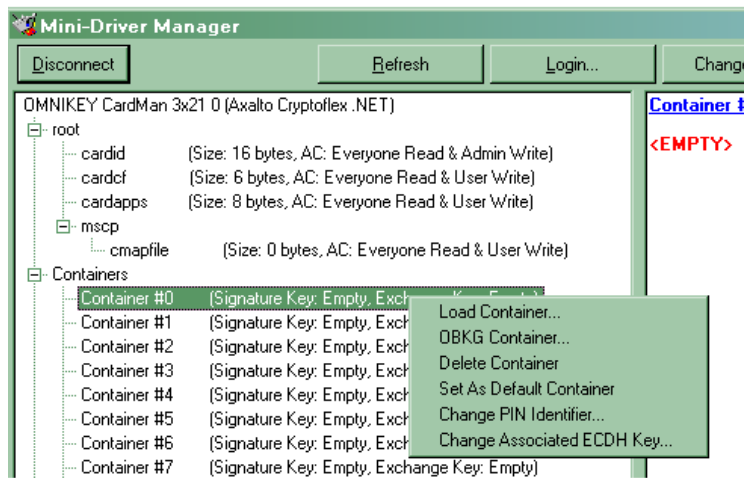 Mini-Driver Manager
Disconnect Refresh Login... Change
OMNIKEY CardMan 3x21 0 (Axalto Cryptoflex .NET)
root
cardid (Size: 16 bytes, AC: Everyone Read & Admin Write)
cardcf (Size: 6 bytes, AC: Everyone Read & User Write)
cardapps (Size: 8 bytes, AC: Everyone Read & User Write)
mscp
cmapfile (Size: 0 bytes, AC: Everyone Read & User Write)
Containers
Container #0 (Signature Key: Empty, Exchange Key: Empty)
Container #1 (Signature Key: Empty, Exch
Container #2 (Signature Key: Empty, Exch
Container #3 (Signature Key: Empty, Exch
Container #4 (Signature Key: Empty, Exch
Container #5 (Signature Key: Empty, Exch
Container #6 (Signature Key: Empty, Exch
Container #7 (Signature Key: Empty, Exchange Key: Empty)
Load Container...
OBKG Container...
Delete Container
Set As Default Container
Change PIN Identifier...
Change Associated ECDH Key...
Container #
<EMPTY>